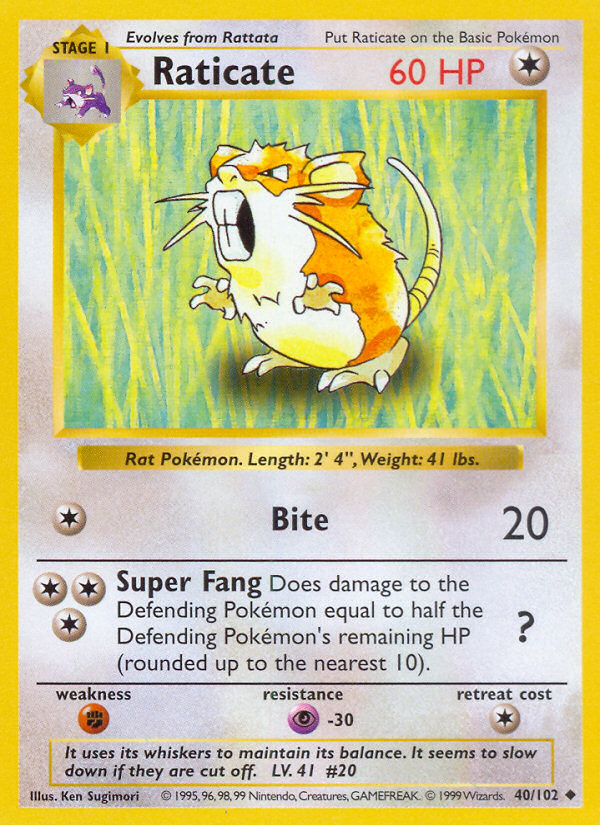 STAGE 1
Evolves from Rattata
Put Raticate on the Basic Pokémon
Raticate
60 HP
Rat Pokémon. Length: 2' 4", Weight: 41 lbs.
Bite
20
Super Fang Does damage to the
Defending Pokémon equal to half the
Defending Pokémon's remaining HP
(rounded up to the nearest 10).
?
weakness
resistance
retreat cost
-30
It uses its whiskers to maintain its balance. It seems to slow
down if they are cut off. LV. 41 #20
Illus. Ken Sugimori
© 1995, 96, 98, 99 Nintendo, Creatures, GAMEFREAK. © 1999 Wizards.
40/102